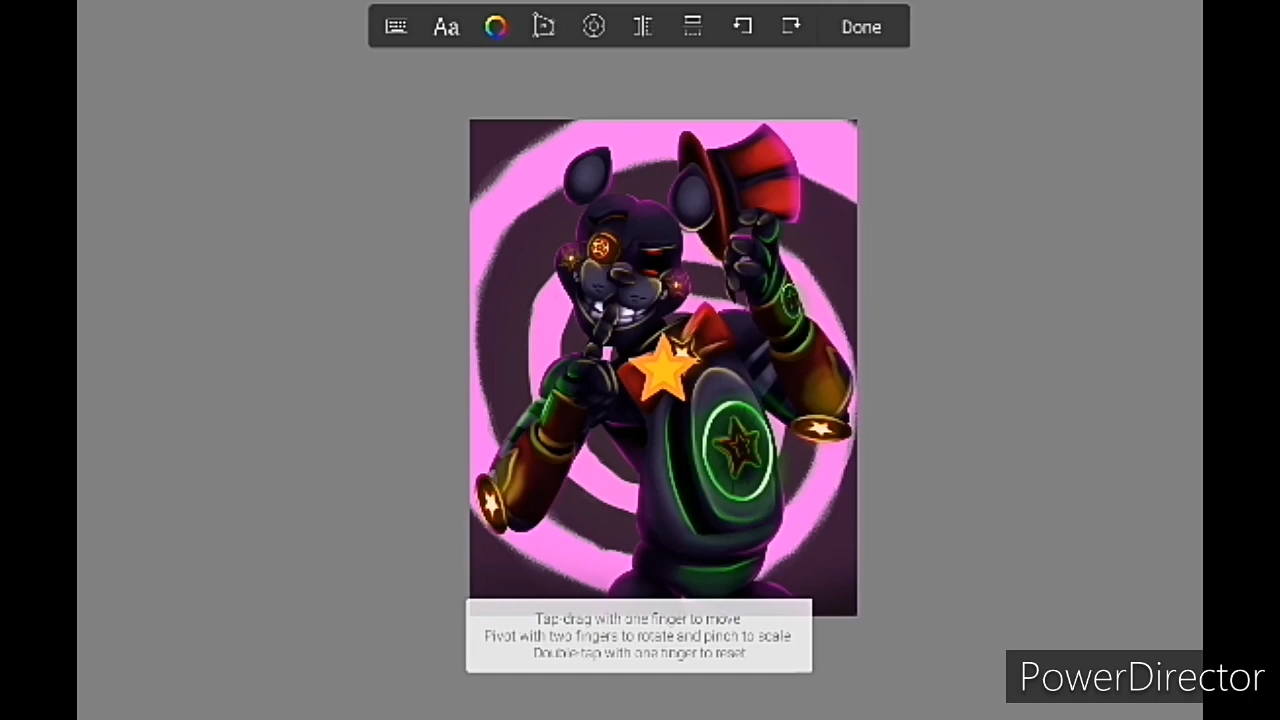 Aa
Done
Tap-drag with one finger to move
Pivot with two fingers to rotate and pinch to scale
Double-tap with one finger to reset
PowerDirector